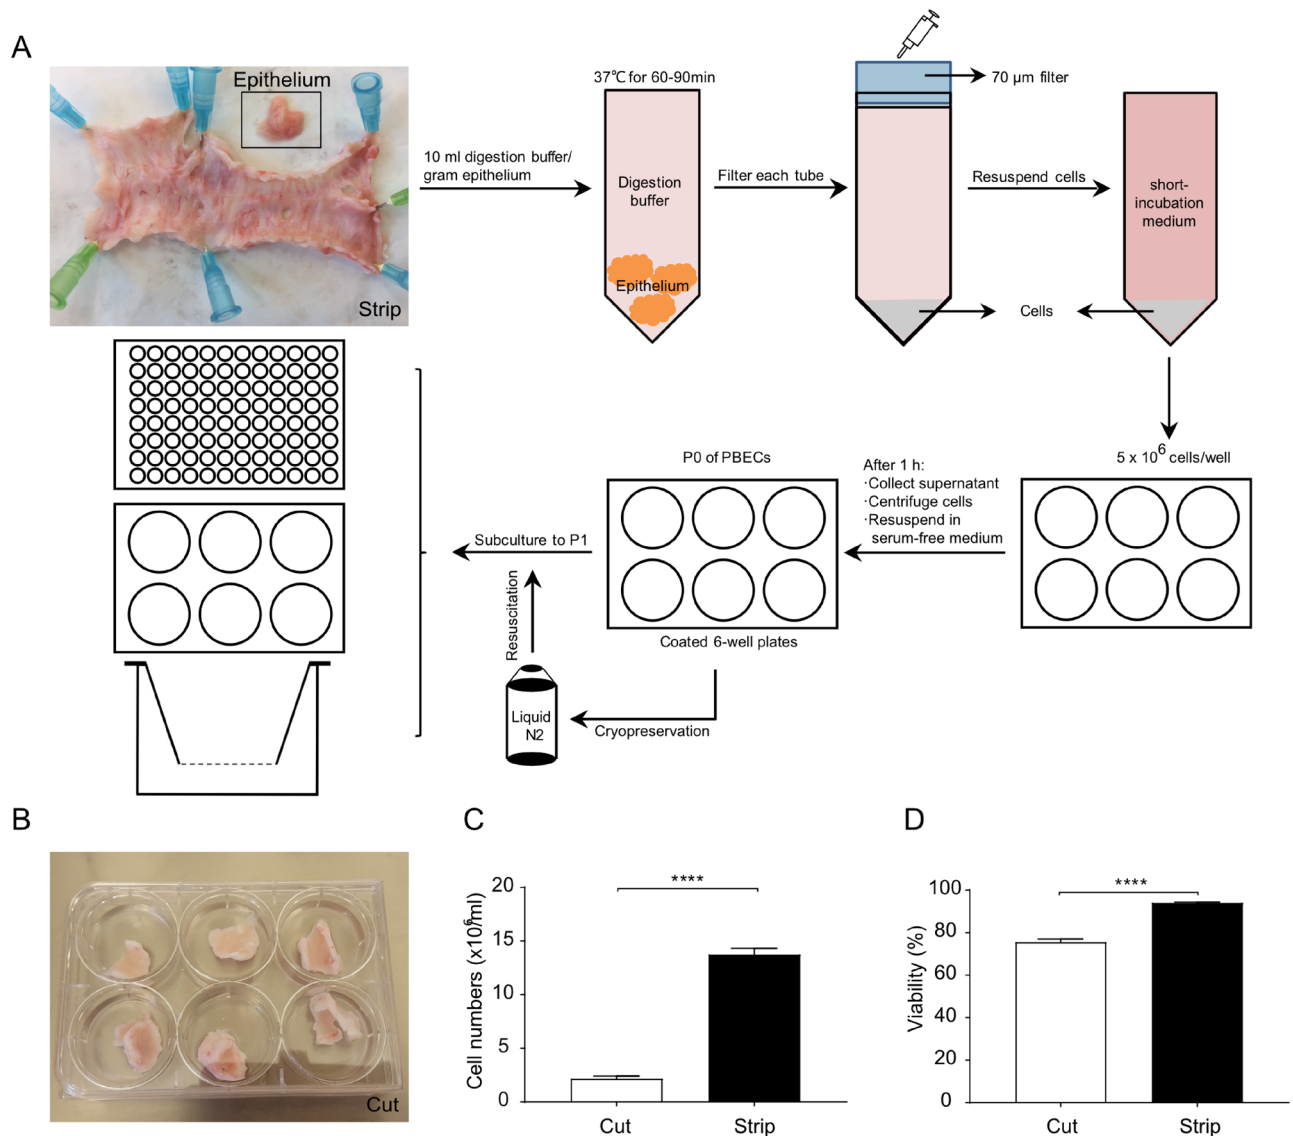 A
Epithelium
Strip
10 ml digestion buffer/
gram epithelium
37℃ for 60-90min
Digestion
buffer
Epithelium
Filter each tube
70 µm filter
Resuspend cells
short-
incubation
medium
Cells
5 x 10⁶ cells/well
After 1 h:
·Collect supernatant
·Centrifuge cells
·Resuspend in
serum-free medium
P0 of PBECs
Coated 6-well plates
Subculture to P1
Resuscitation
Liquid
N2
Cryopreservation
B
Cut
C
Cell numbers (x10⁶/ml)
20
15
10
5
0
****
Cut
Strip
D
Viability (%)
100
80
60
40
20
0
****
Cut
Strip